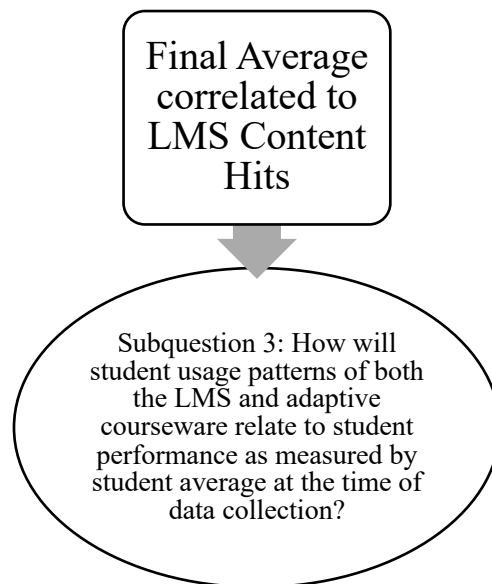 Final Average
correlated to
LMS Content
Hits
Subquestion 3: How will
student usage patterns of both
the LMS and adaptive
courseware relate to student
performance as measured by
student average at the time of
data collection?